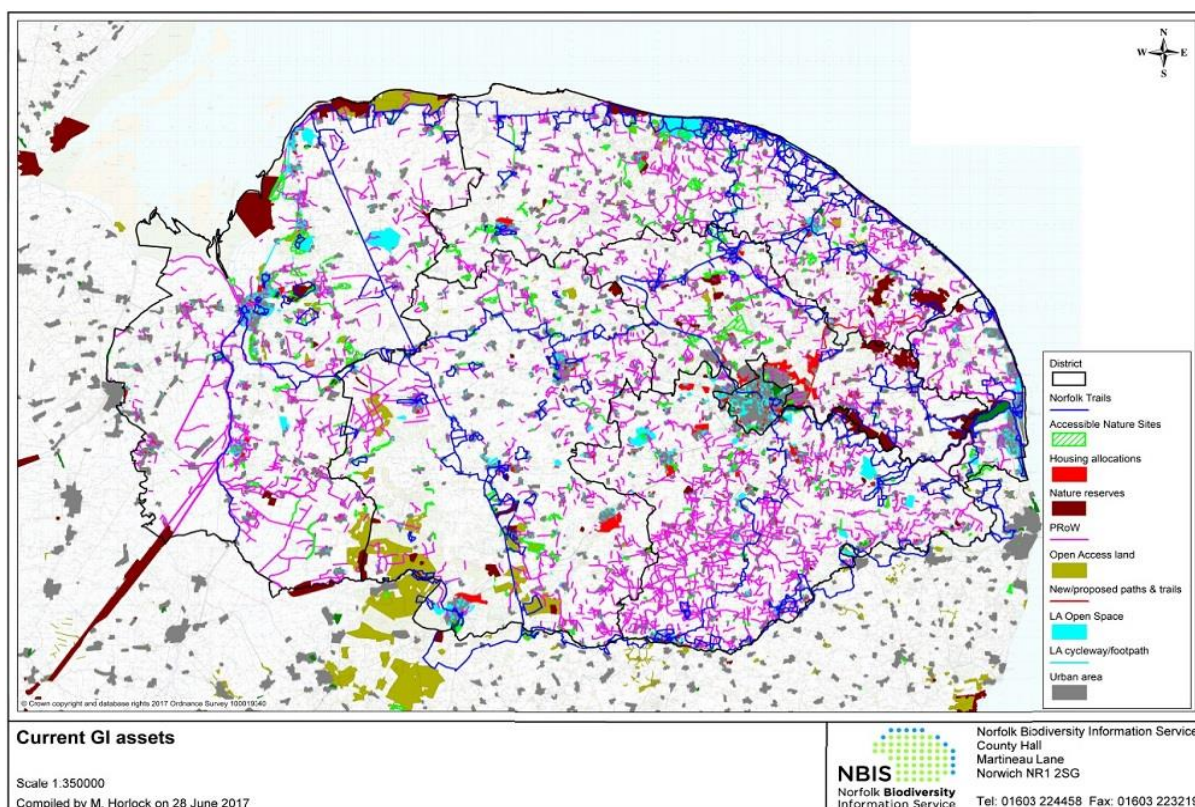 N
W E
S
District
Norfolk Trails
Accessible Nature Sites
Housing allocations
Nature reserves
PRoW
Open Access land
New/proposed paths & trails
LA Open Space
LA cycleway/footpath
Urban area
© Crown copyright and database rights 2017 Ordnance Survey 100019340
Current GI assets
Scale 1:350000
Compiled by M. Horlock on 28 June 2017
NBIS
Norfolk Biodiversity
Information Service
Norfolk Biodiversity Information Service
County Hall
Martineau Lane
Norwich NR1 2SG
Tel: 01603 224458 Fax: 01603 223219